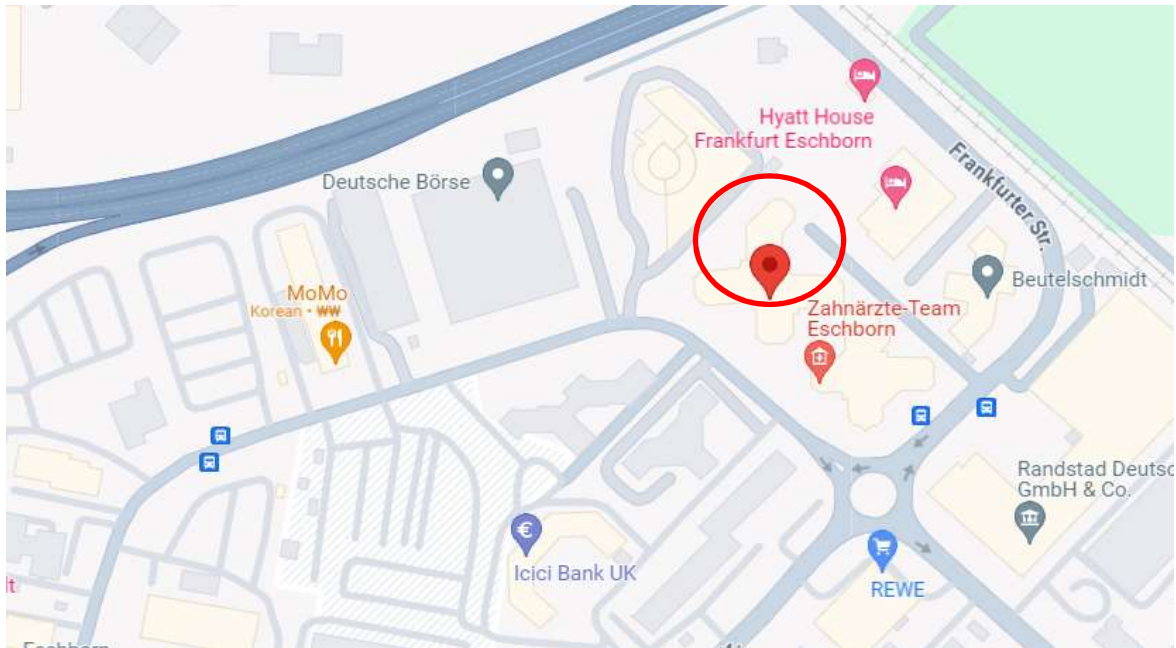 Hyatt House
Frankfurt Eschborn
Frankfurter Str.
Deutsche Börse
Beutelschmidt
MoMo
Korean · ₩₩
Zahnärzte-Team
Eschborn
Randstad Deutsc
GmbH & Co.
€
Icici Bank UK
REWE